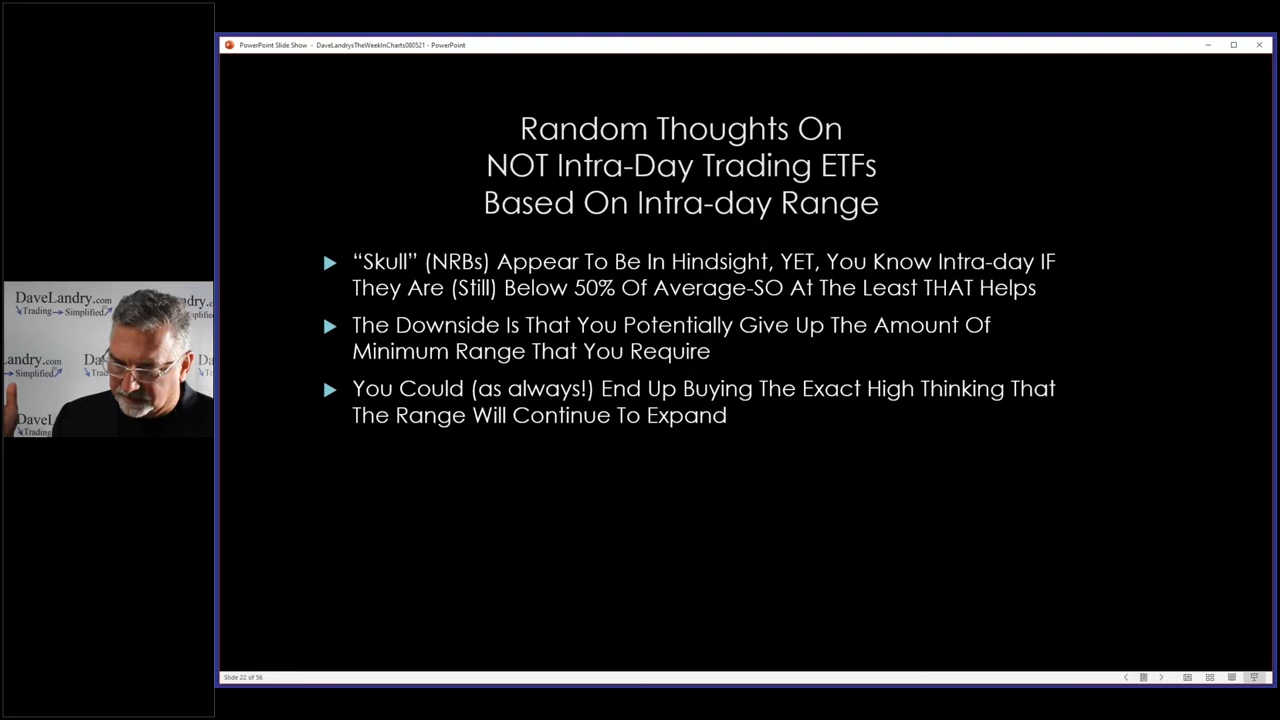 PowerPoint Slide Show - DaveLandrysTheWeekInCharts080521 - PowerPoint
Random Thoughts On
NOT Intra-Day Trading ETFs
Based On Intra-day Range
“Skull” (NRBs) Appear To Be In Hindsight, YET, You Know Intra-day IF
They Are (Still) Below 50% Of Average-SO At The Least THAT Helps
The Downside Is That You Potentially Give Up The Amount Of
Minimum Range That You Require
You Could (as always!) End Up Buying The Exact High Thinking That
The Range Will Continue To Expand
DaveLandry.com
Trading Simplified
Landry.com
Simplified
Trading
Slide 22 of 56